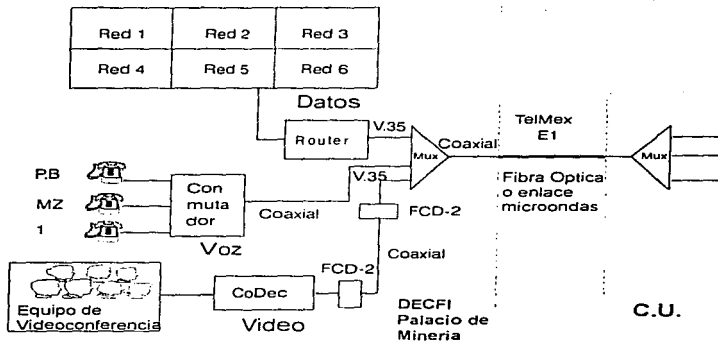 Red 1 Red 2 Red 3
Red 4 Red 5 Red 6
Datos
Router
V.35
Mux
Coaxial
TelMex
E1
Fibra Optica
o enlace
microondas
Mux
P.B
MZ
1
Con
muta
dor
Voz
Coaxial
V.35
FCD-2
Coaxial
FCD-2
CoDec
Video
Equipo de
Videoconferencia
DECFI
Palacio de
Mineria
C.U.